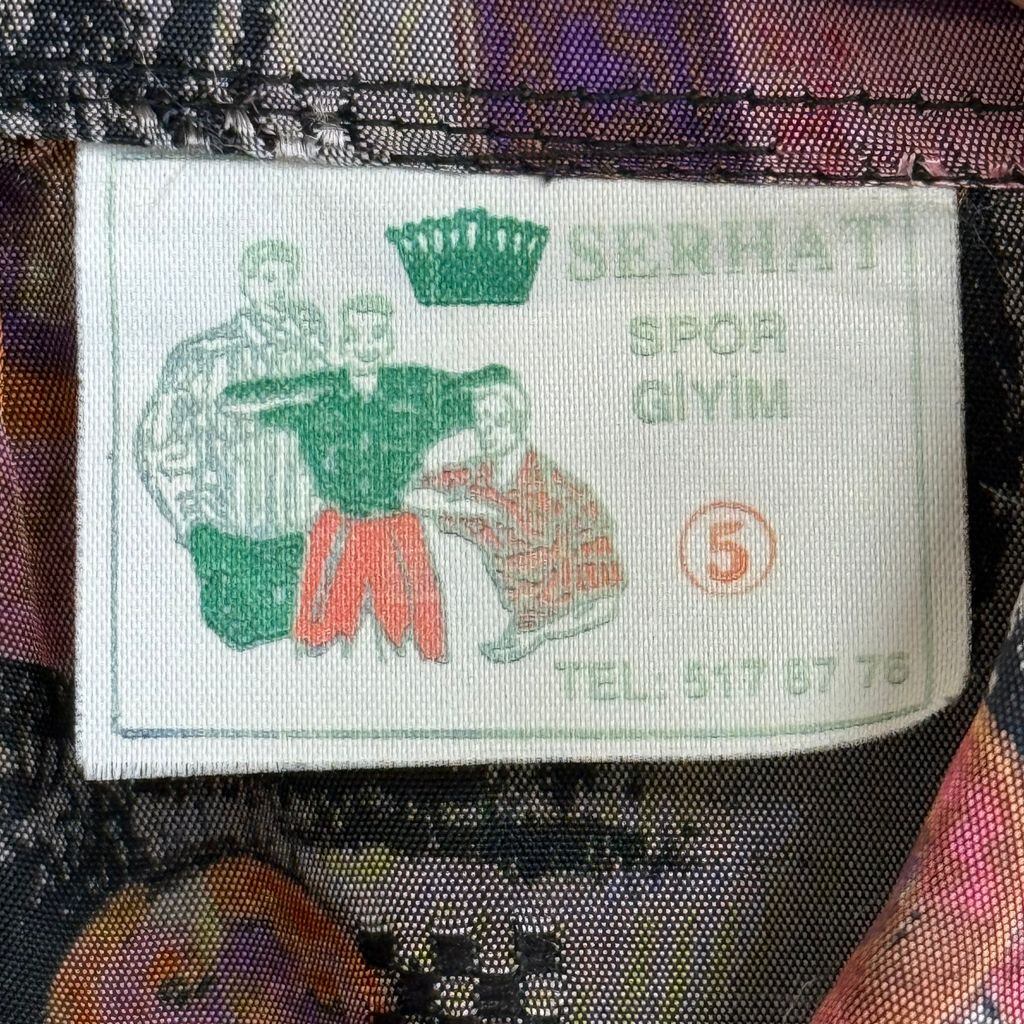 SERHAT
SPOR
GİYİM
5
TEL: 517 67 76